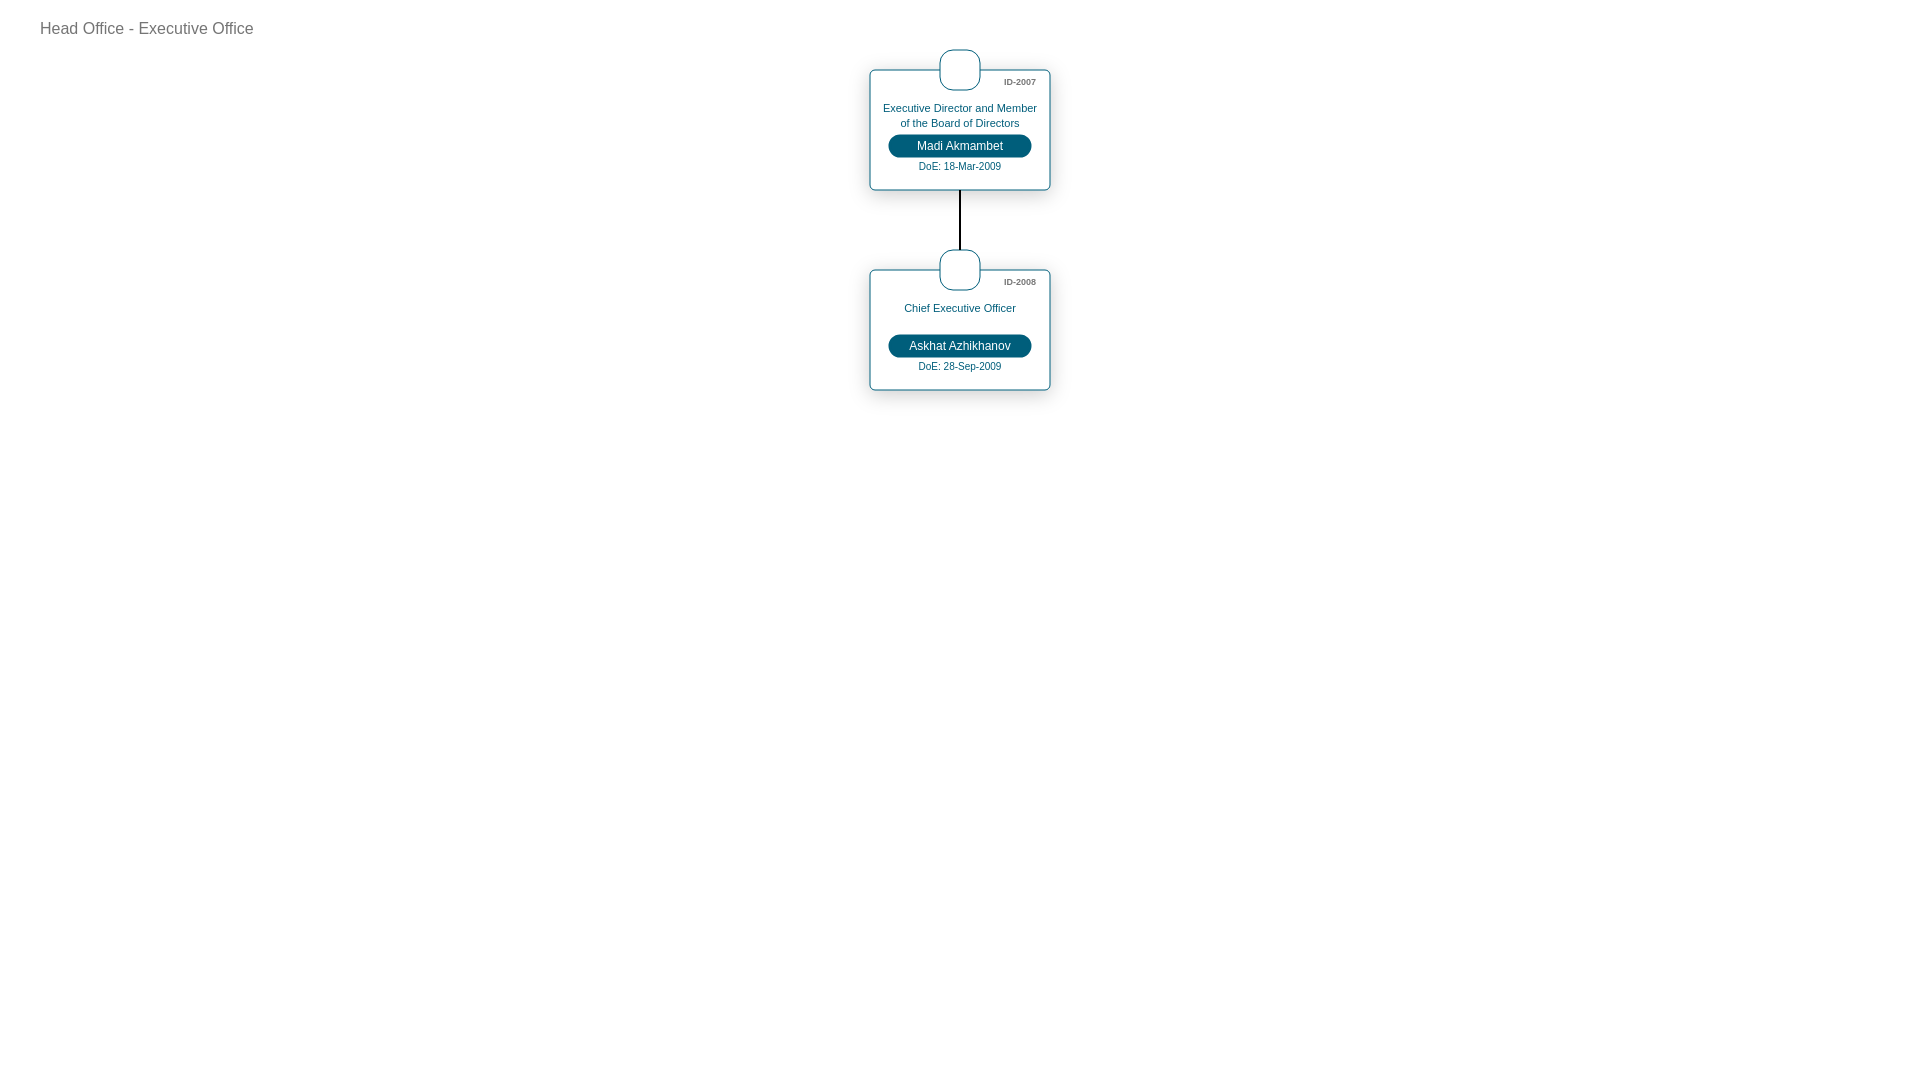 Head Office - Executive Office
ID-2007
Executive Director and Member
of the Board of Directors
Madi Akmambet
DoE: 18-Mar-2009
ID-2008
Chief Executive Officer
Askhat Azhikhanov
DoE: 28-Sep-2009